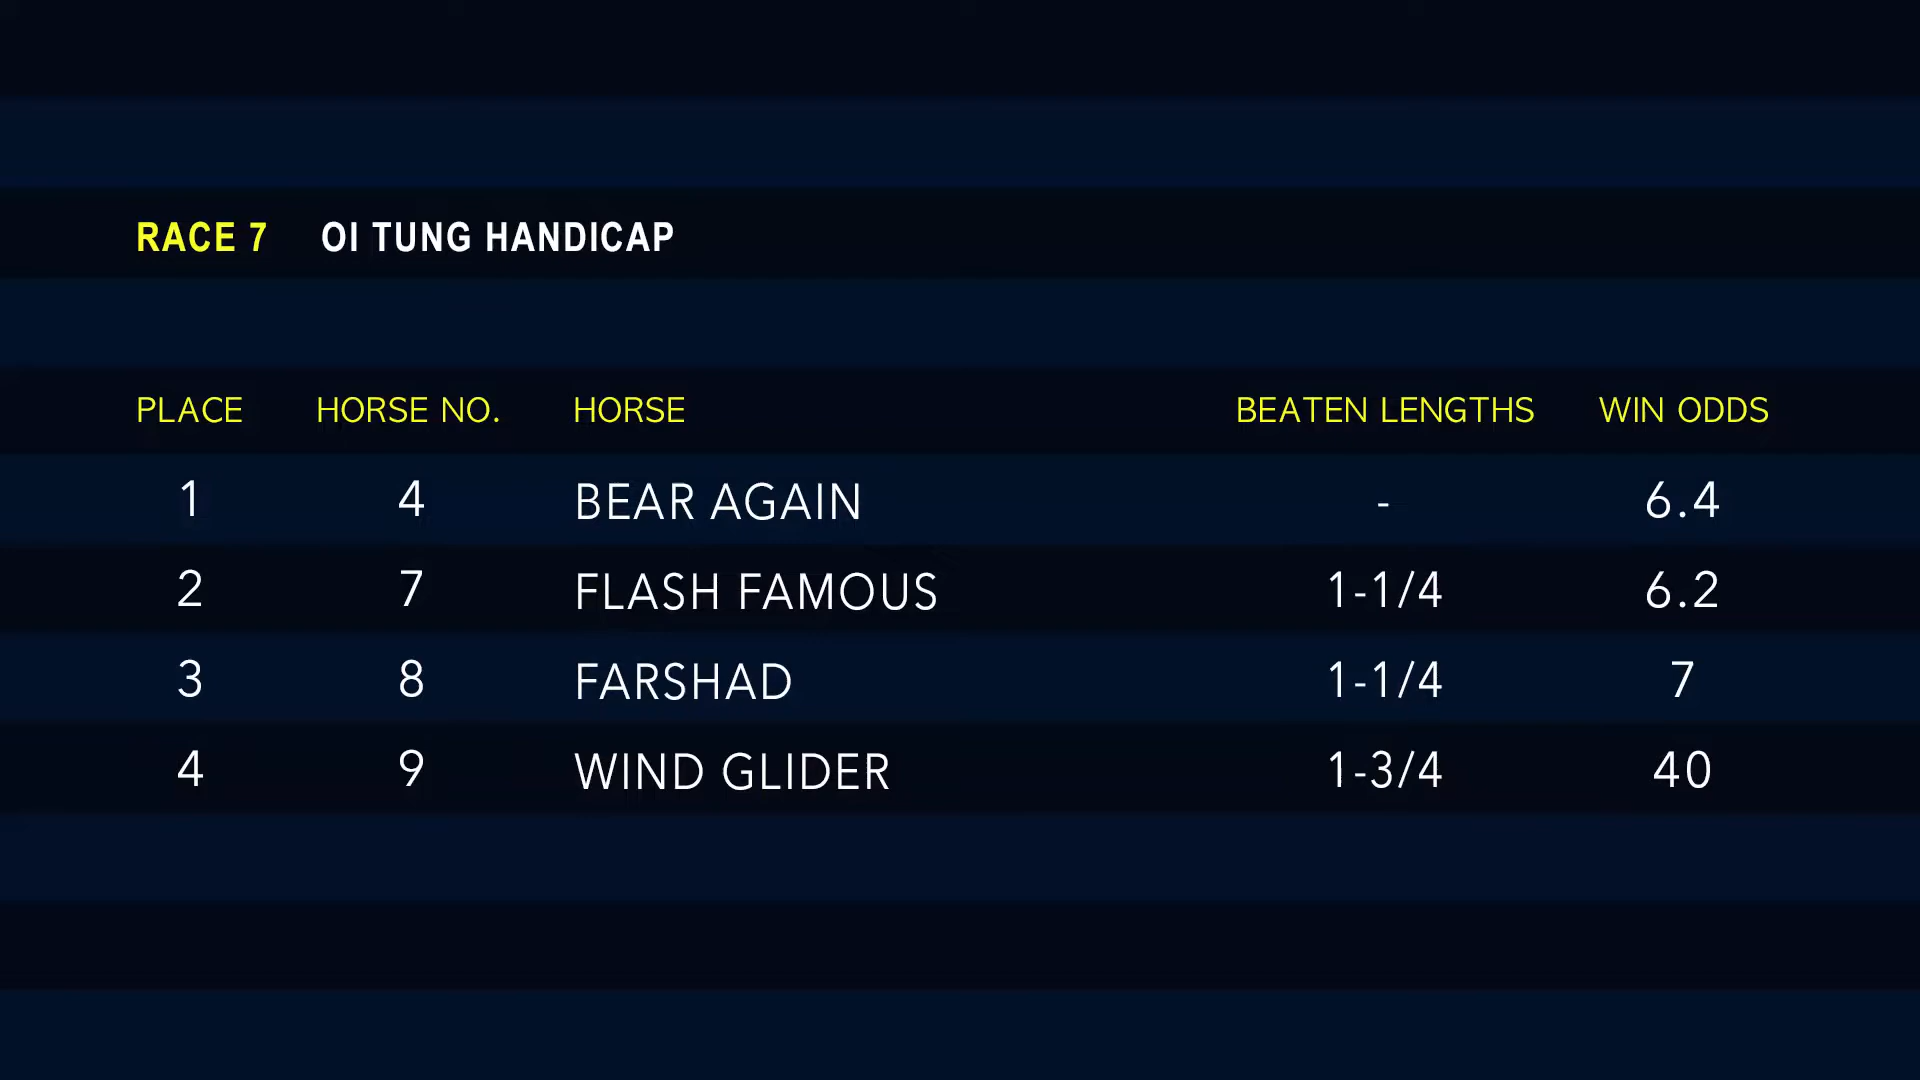 RACE 7 OI TUNG HANDICAP
PLACE HORSE NO. HORSE BEATEN LENGTHS WIN ODDS
1 4 BEAR AGAIN - 6.4
2 7 FLASH FAMOUS 1-1/4 6.2
3 8 FARSHAD 1-1/4 7
4 9 WIND GLIDER 1-3/4 40